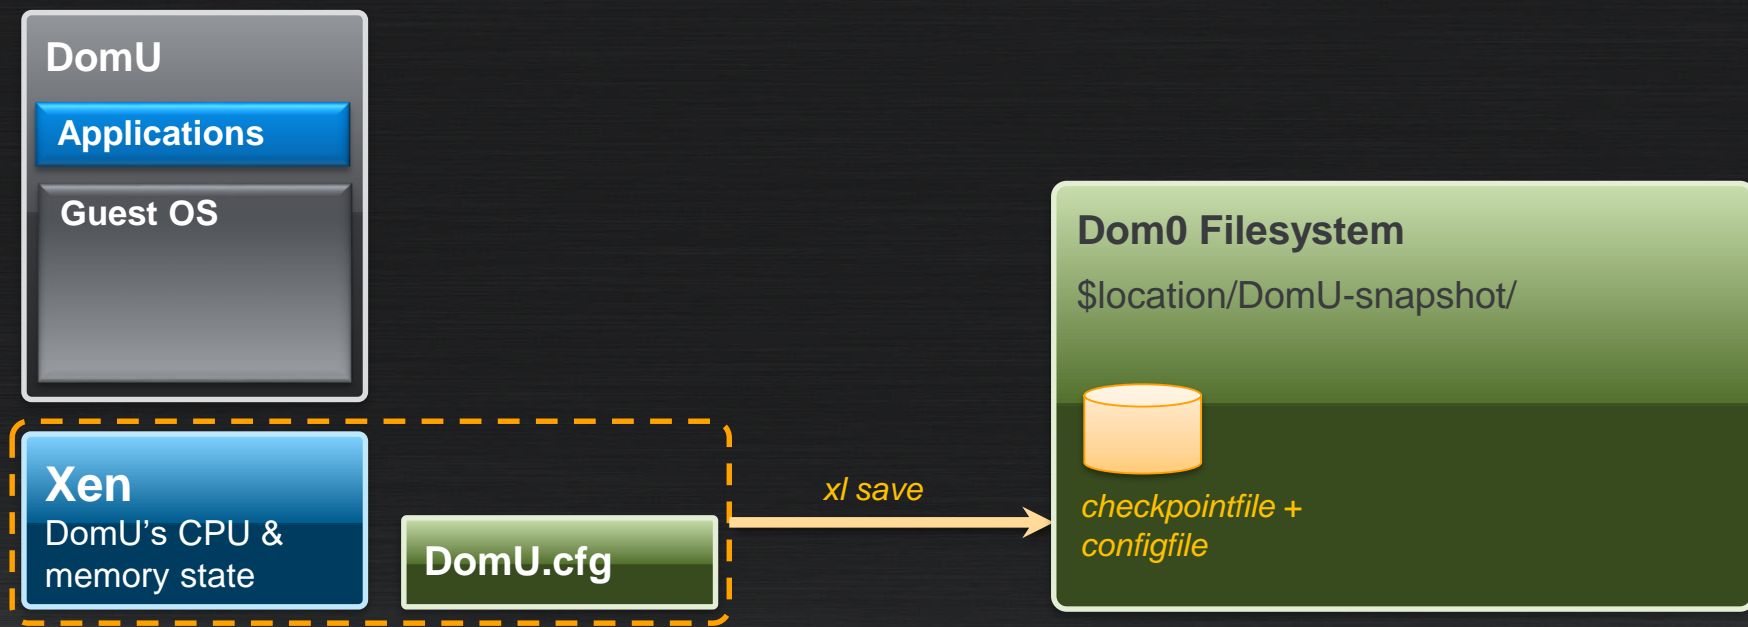 DomU
Applications
Guest OS
Xen
DomU’s CPU &
memory state
DomU.cfg
xl save
Dom0 Filesystem
$location/DomU-snapshot/
checkpointfile +
configfile